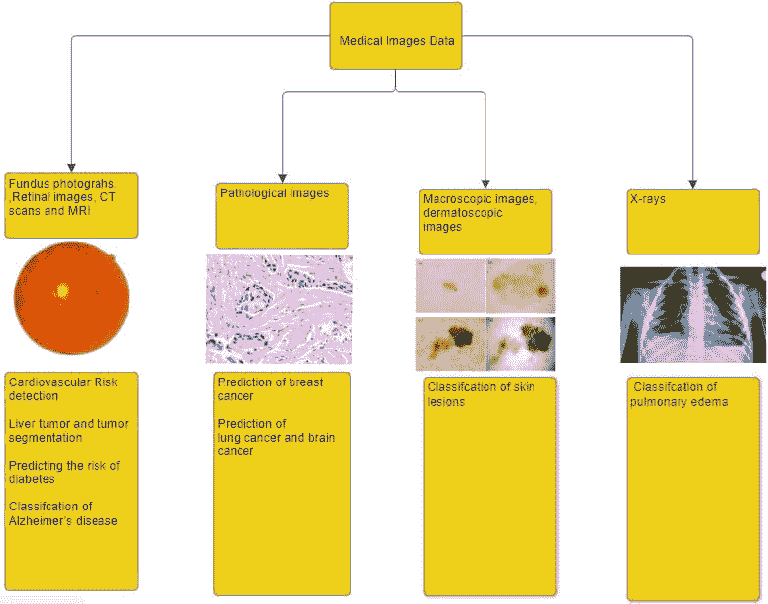 Medical Images Data
Fundus photograhs,
,Retinal images, CT
scans and MRI
Pathological Images
Macroscopic images,
dermatoscopic
images
X-rays
Cardiovascular Risk
detection
Liver tumor and tumor
segmentation
Predicting the risk of
diabetes
Classifcation of
Alzheimer's disease
Prediction of breast
cancer
Prediction of
lung cancer and brain
cancer
Classifcation of skin
lesions
Classifcation of
pulmonary edema